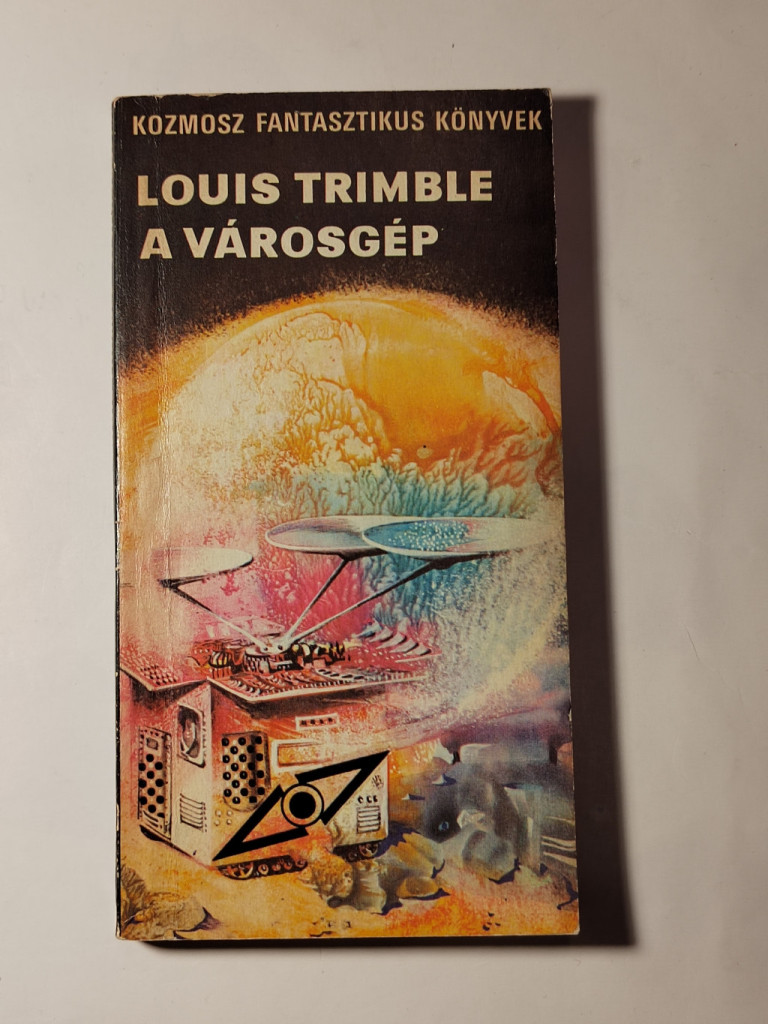 KOZMOSZ FANTASZTIKUS KÖNYVEK
LOUIS TRIMBLE
A VÁROSGÉP